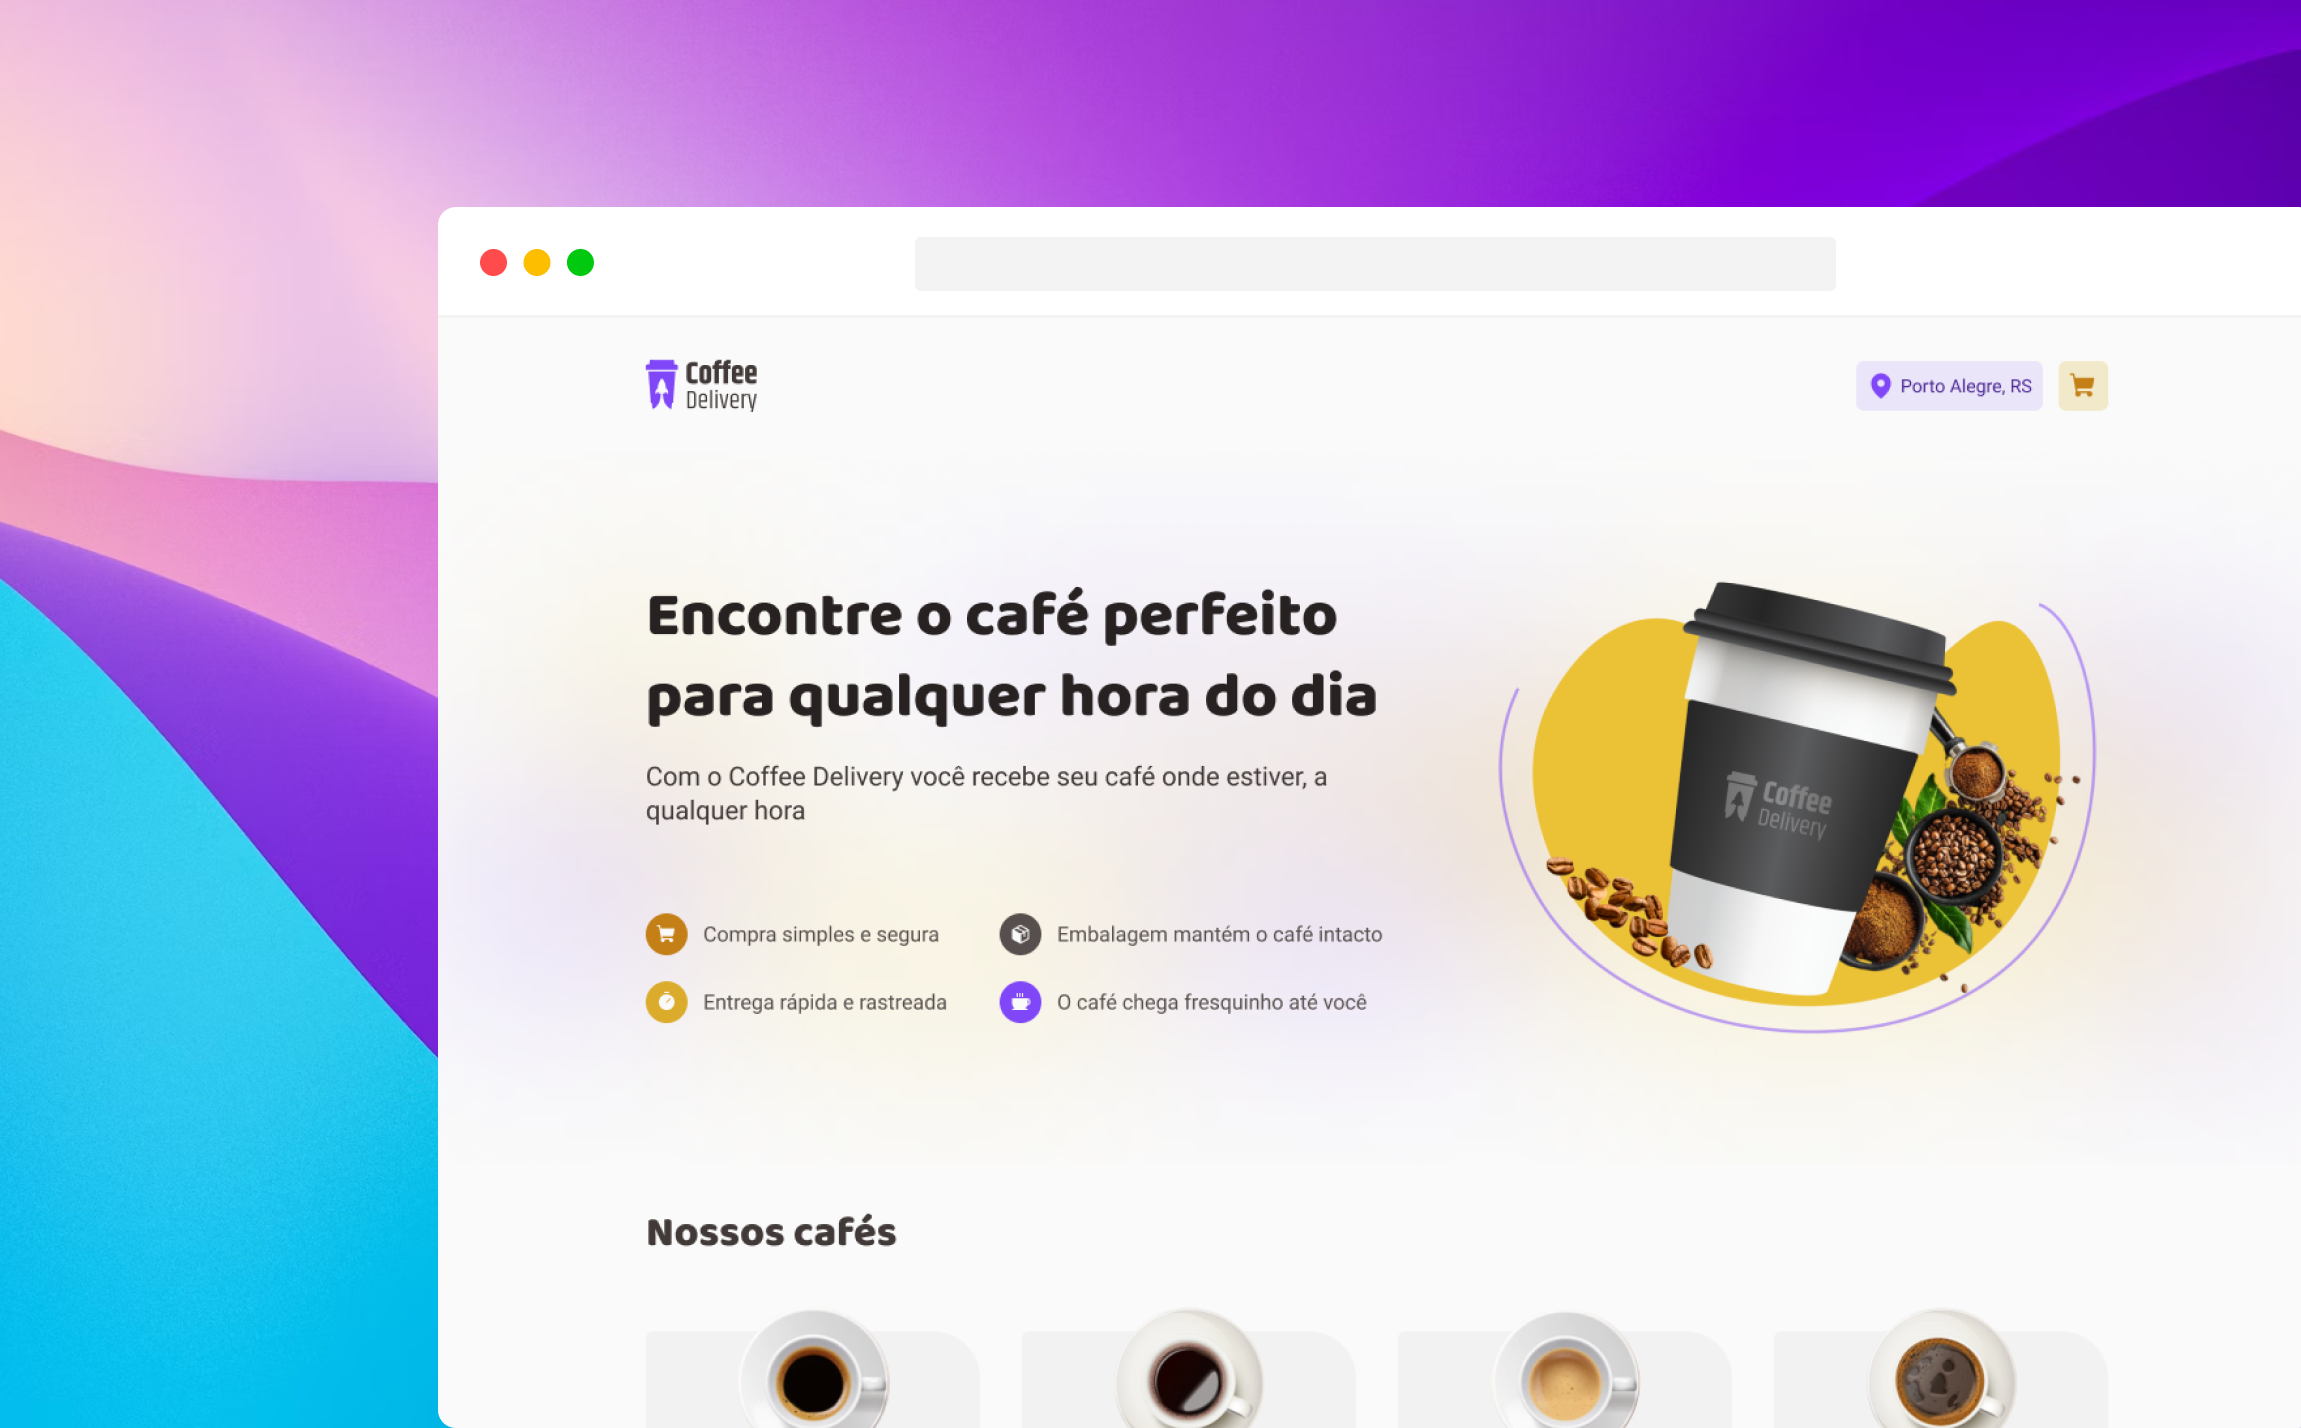 Coffee
Delivery
Porto Alegre, RS
Encontre o café perfeito
para qualquer hora do dia
Com o Coffee Delivery você recebe seu café onde estiver, a
qualquer hora
Coffee
Delivery
Compra simples e segura
Embalagem mantém o café intacto
Entrega rápida e rastreada
O café chega fresquinho até você
Nossos cafés